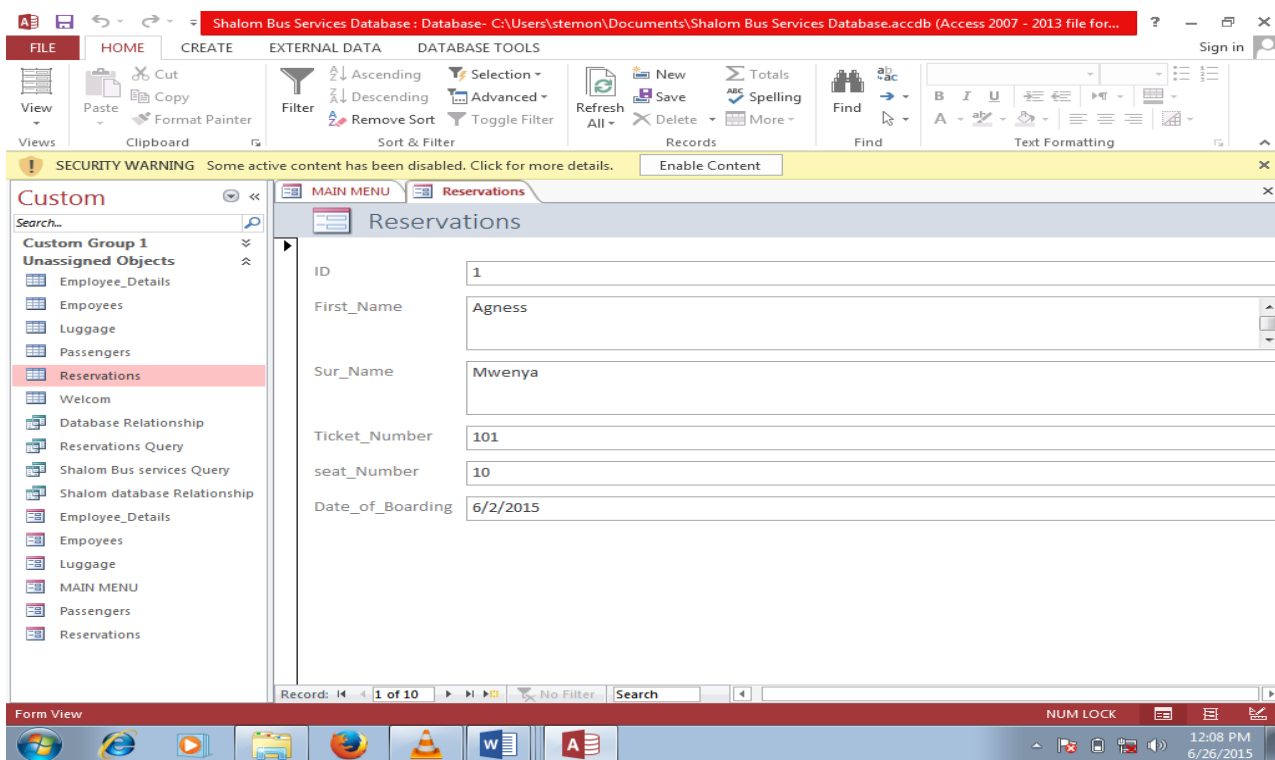 Shalom Bus Services Database : Database- C:\Users\stemon\Documents\Shalom Bus Services Database.accdb (Access 2007 - 2013 file for...
FILE HOME CREATE EXTERNAL DATA DATABASE TOOLS Sign in
View
Views
Paste
Cut
Copy
Format Painter
Clipboard
Filter
Ascending
Descending
Remove Sort
Selection
Advanced
Toggle Filter
Sort & Filter
Refresh
All
New
Save
Delete
Totals
Spelling
More
Records
Find
Find
B I U
A
Text Formatting
SECURITY WARNING Some active content has been disabled. Click for more details. Enable Content
Custom
Search...
Custom Group 1
Unassigned Objects
Employee_Details
Empoyees
Luggage
Passengers
Reservations
Welcom
Database Relationship
Reservations Query
Shalom Bus services Query
Shalom database Relationship
Employee_Details
Empoyees
Luggage
MAIN MENU
Passengers
Reservations
MAIN MENU Reservations
Reservations
ID 1
First_Name Agness
Sur_Name Mwenya
Ticket_Number 101
seat_Number 10
Date_of_Boarding 6/2/2015
Record: 1 of 10 No Filter Search
Form View NUM LOCK
12:08 PM
6/26/2015